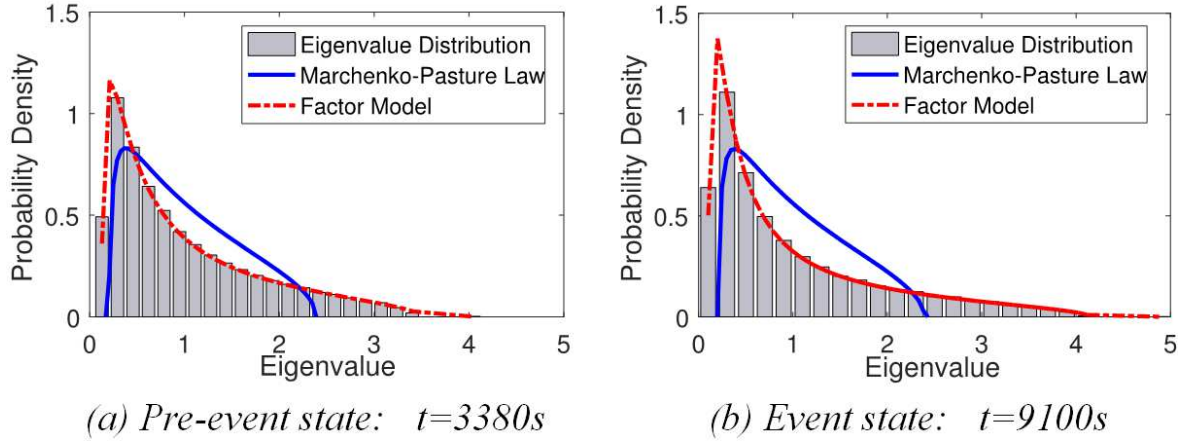 1.5
1
0.5
0
Probability Density
Eigenvalue Distribution
Marchenko-Pasture Law
Factor Model
0 1 2 3 4 5
Eigenvalue
(a) Pre-event state: t=3380s
1.5
1
0.5
0
Probability Density
Eigenvalue Distribution
Marchenko-Pasture Law
Factor Model
0 1 2 3 4 5
Eigenvalue
(b) Event state: t=9100s